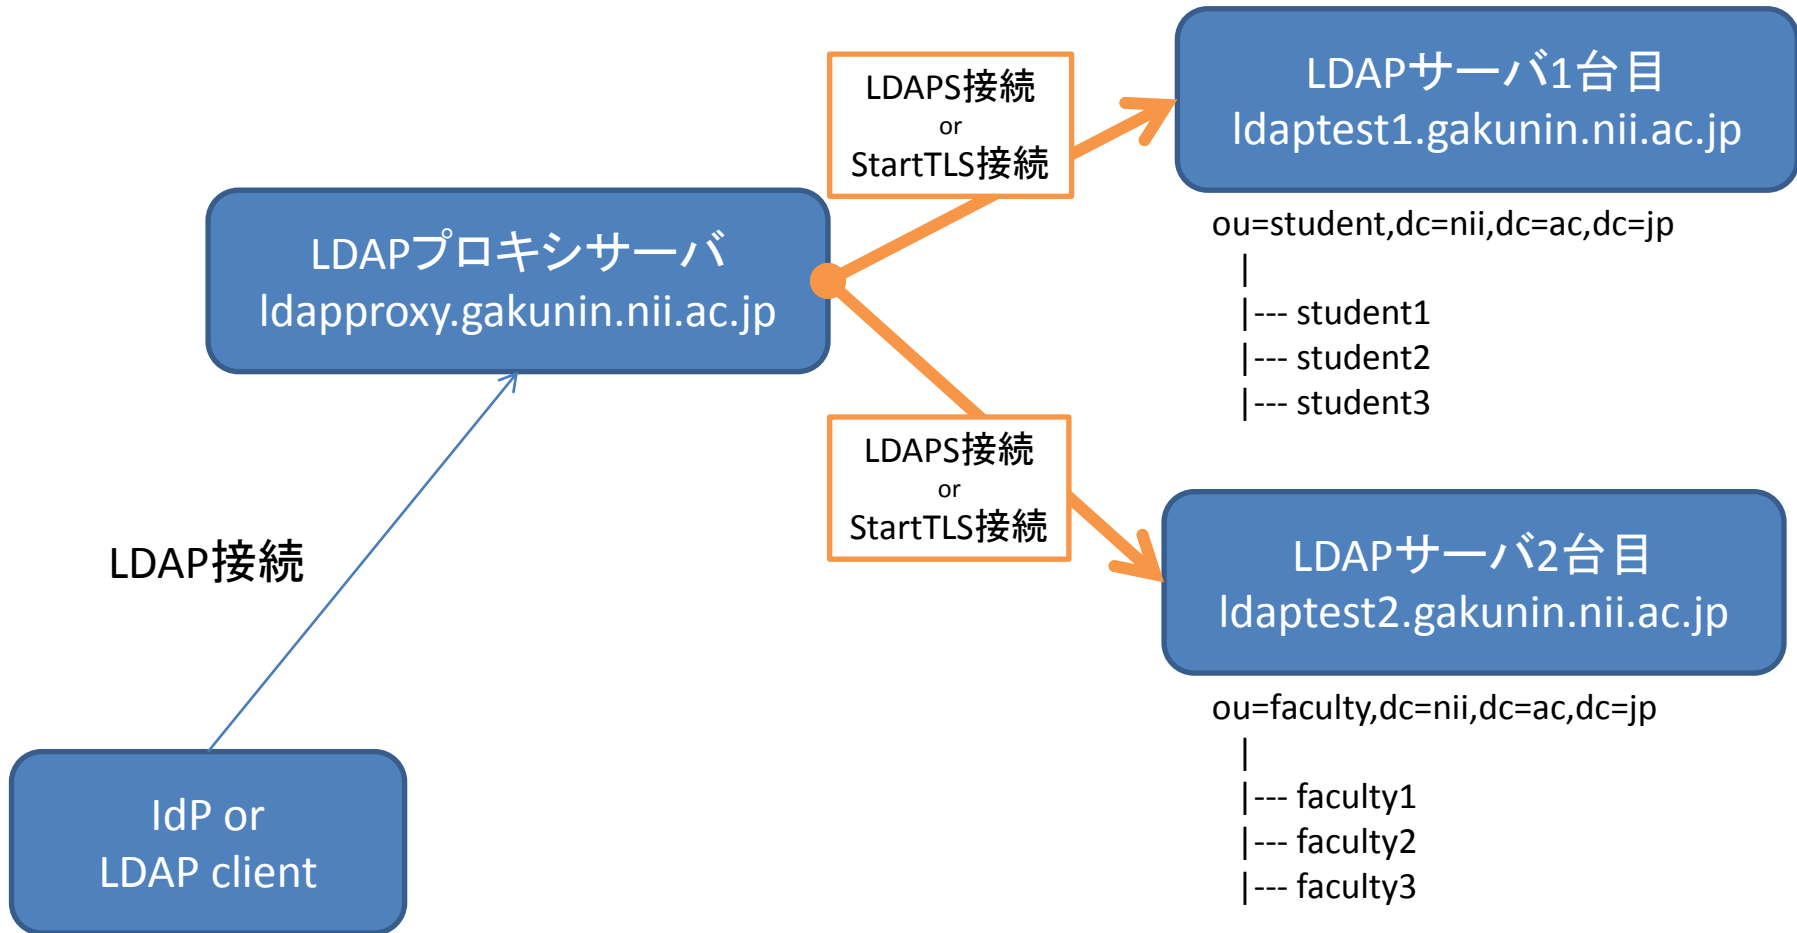 LDAPS接続
or
StartTLS接続
LDAPサーバ1台目
ldaptest1.gakunin.nii.ac.jp
ou=student,dc=nii,dc=ac,dc=jp
|
|--- student1
|--- student2
|--- student3
LDAPプロキシサーバ
ldapproxy.gakunin.nii.ac.jp
LDAPS接続
or
StartTLS接続
LDAP接続
LDAPサーバ2台目
ldaptest2.gakunin.nii.ac.jp
ou=faculty,dc=nii,dc=ac,dc=jp
|
|--- faculty1
|--- faculty2
|--- faculty3
IdP or
LDAP client